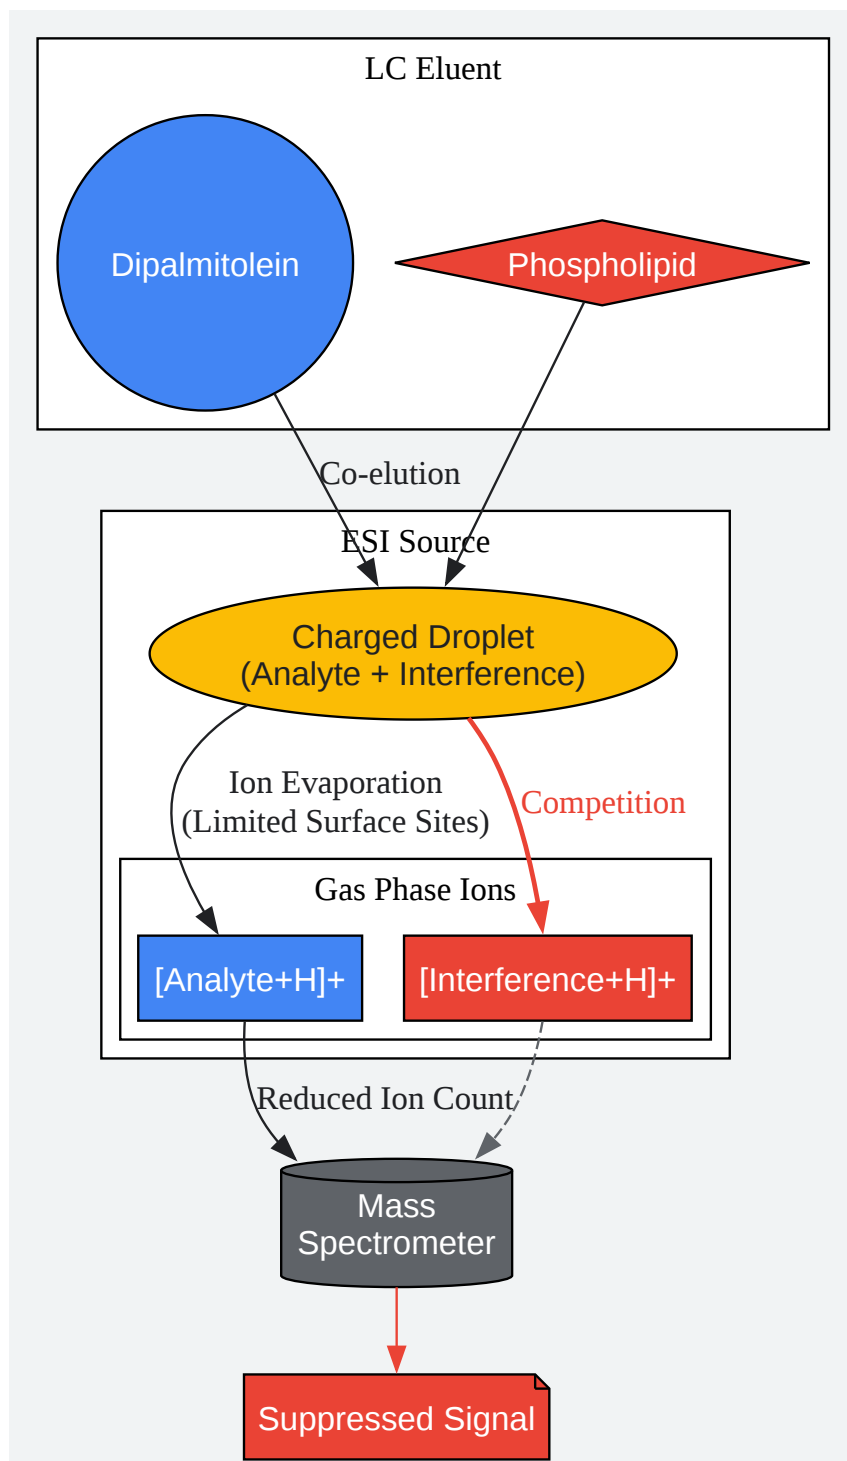 LC Eluent
Dipalmitolein
Phospholipid
Co-elution
ESI Source
Charged Droplet
(Analyte + Interference)
Ion Evaporation
(Limited Surface Sites)
Competition
Gas Phase Ions
[Analyte+H]+
[Interference+H]+
Reduced Ion Count
Mass
Spectrometer
Suppressed Signal